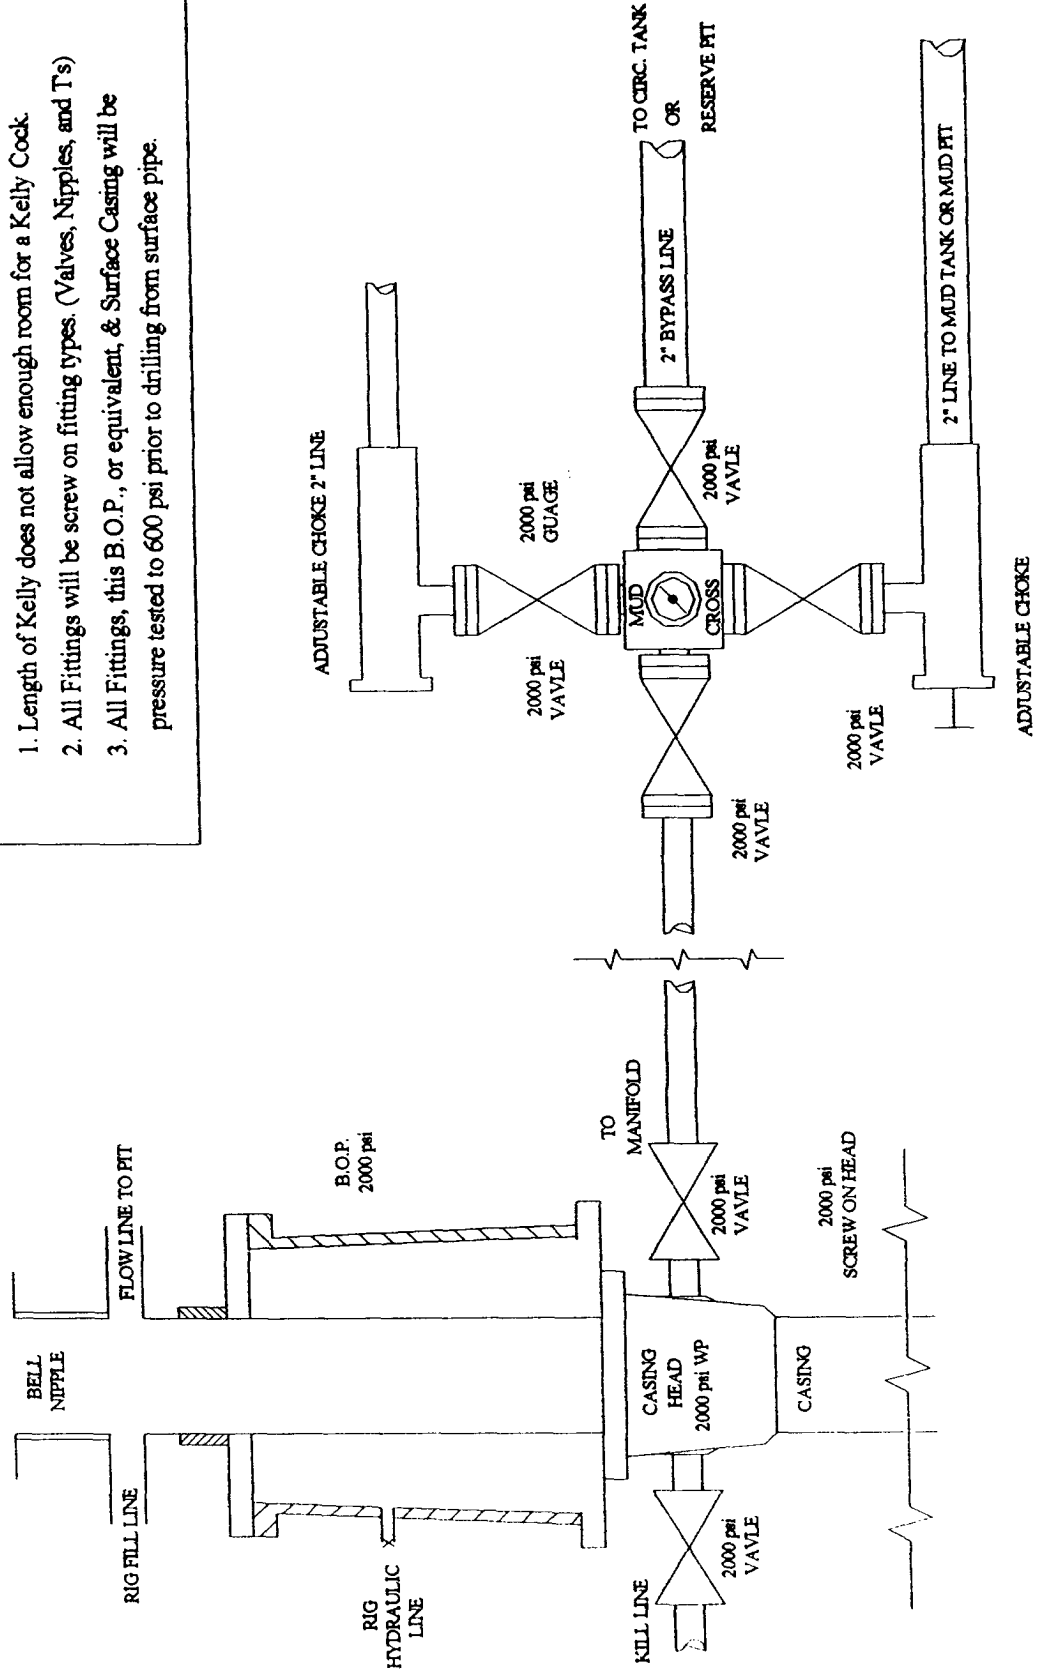 1. Length of Kelly does not allow enough room for a Kelly Cock.
2. All Fittings will be screw on fitting types. (Valves, Nipples, and T's)
3. All Fittings, this B.O.P., or equivalent, & Surface Casing will be
pressure tested to 600 psi prior to drilling from surface pipe.
BELL
NIPPLE
RIG FILL LINE
FLOW LINE TO PIT
B.O.P.
2000 psi
RIG
HYDRAULIC
LINE
KILL LINE
2000 psi
VAVLE
CASING
HEAD
2000 psi WP
CASING
TO
MANIFOLD
2000 psi
VAVLE
2000 psi
SCREW ON HEAD
ADJUSTABLE CHOKE 2" LINE
2000 psi
VAVLE
2000 psi
GUAGE
MUD
CROSS
2000 psi
VAVLE
2000 psi
VAVLE
2" BYPASS LINE
TO CIRC. TANK
OR
RESERVE PIT
2000 psi
VAVLE
2" LINE TO MUD TANK OR MUD PIT
ADJUSTABLE CHOKE